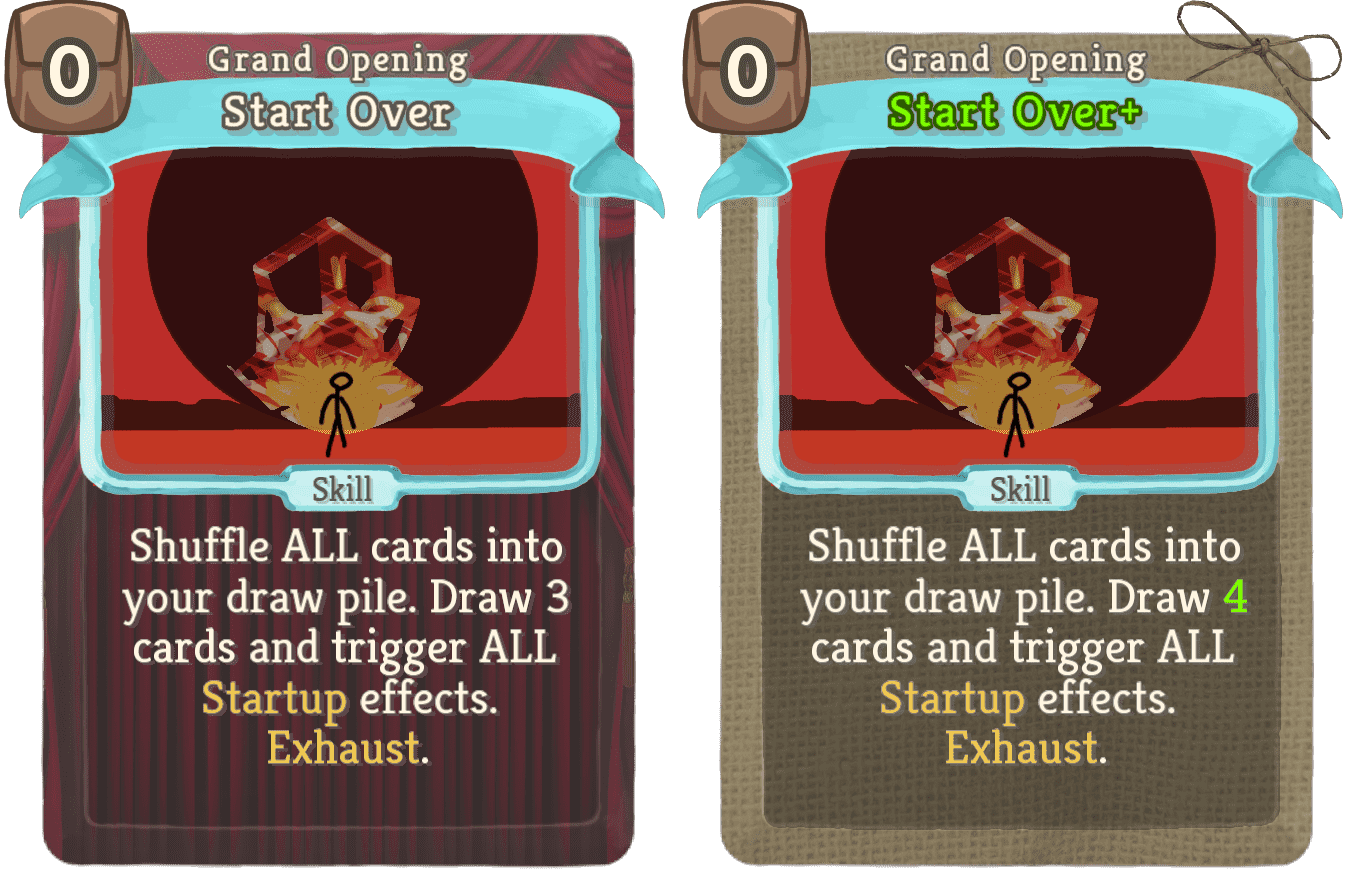 0
Grand Opening
Start Over
Skill
Shuffle ALL cards into
your draw pile. Draw 3
cards and trigger ALL
Startup effects.
Exhaust.
0
Grand Opening
Start Over+
Skill
Shuffle ALL cards into
your draw pile. Draw 4
cards and trigger ALL
Startup effects.
Exhaust.